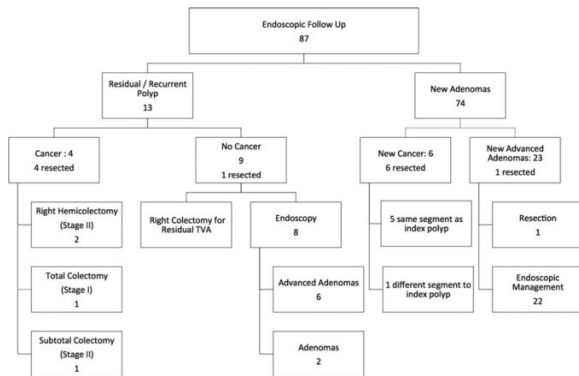 Endoscopic Follow Up
87
Residual / Recurrent
Polyp
13
New Adenomas
74
Cancer : 4
4 resected
No Cancer
9
1 resected
New Cancer: 6
6 resected
New Advanced
Adenomas: 23
1 resected
Right Hemicolectomy
(Stage II)
2
Right Colectomy for
Residual TVA
Endoscopy
8
5 same segment as
index polyp
Resection
1
Total Colectomy
(Stage I)
1
Advanced Adenomas
6
1 different segment to
index polyp
Endoscopic
Management
22
Subtotal Colectomy
(Stage II)
1
Adenomas
2